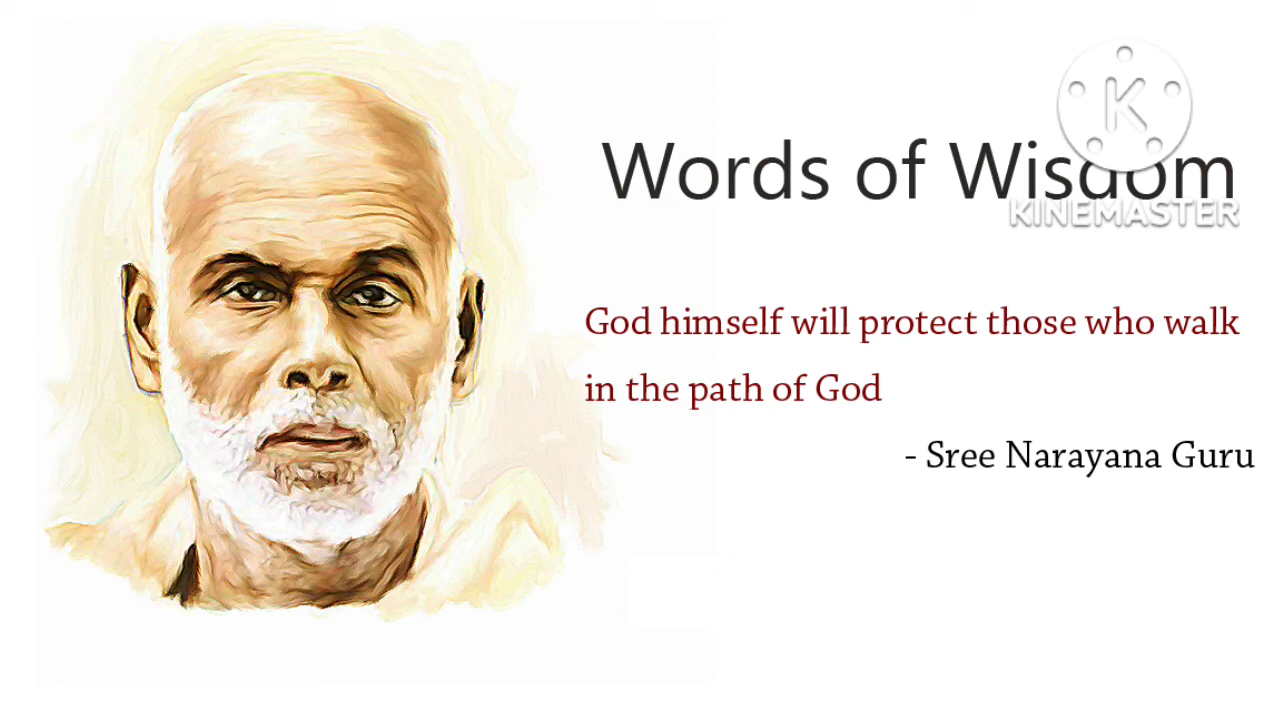 K
KINEMASTER
Words of Wisdom
God himself will protect those who walk
in the path of God
- Sree Narayana Guru